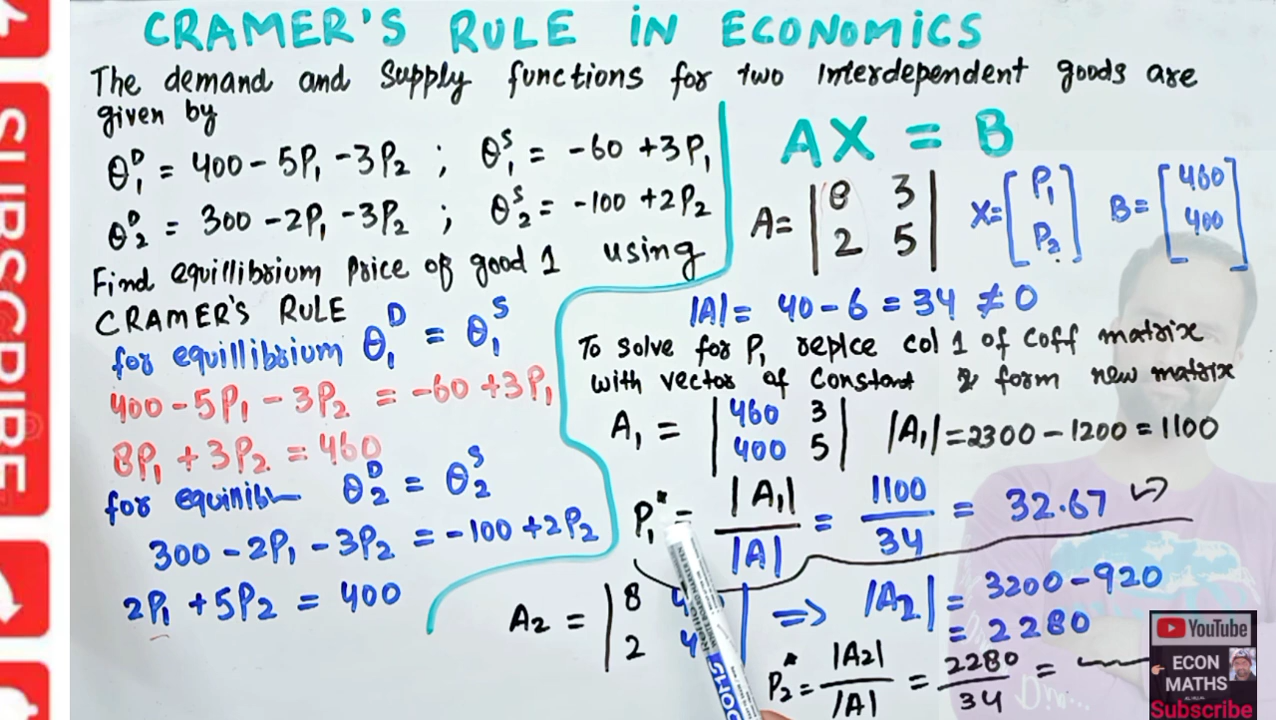 CRAMER'S RULE IN ECONOMICS
The demand and supply functions for two interdependent goods are
given by
Q₁ᴰ = 400 - 5P₁ - 3P₂ ; Q₁ˢ = -60 + 3P₁
Q₂ᴰ = 300 - 2P₁ - 3P₂ ; Q₂ˢ = -100 + 2P₂
Find equillibrium price of good 1 using
CRAMER'S RULE
for equillibrium Q₁ᴰ = Q₁ˢ
400 - 5P₁ - 3P₂ = -60 + 3P₁
8P₁ + 3P₂ = 460
for Q₂ᴰ = Q₂ˢ
300 - 2P₁ - 3P₂ = -100 + 2P₂
2P₁ + 5P₂ = 400
AX = B
A = | 8 3 | X = [ P₁ ] B = [ 460 ]
| 2 5 | [ P₂ ] [ 400 ]
|A| = 40 - 6 = 34 ≠ 0
To solve for P₁ replce col 1 of coff matrix
with vector of constant & form new matrix
A₁ = | 460 3 | |A₁| = 2300 - 1200 = 1100
| 400 5 |
P₁* = |A₁| / |A| = 1100 / 34 = 32.67
A₂ = | 8 4 | ⇒ |A₂| = 3200 - 920
| 2 4 | = 2280
P₂* = |A₂| / |A| = 2280 / 34 =
SUBSCRIBE
YouTube
ECON
MATHS
Subscribe